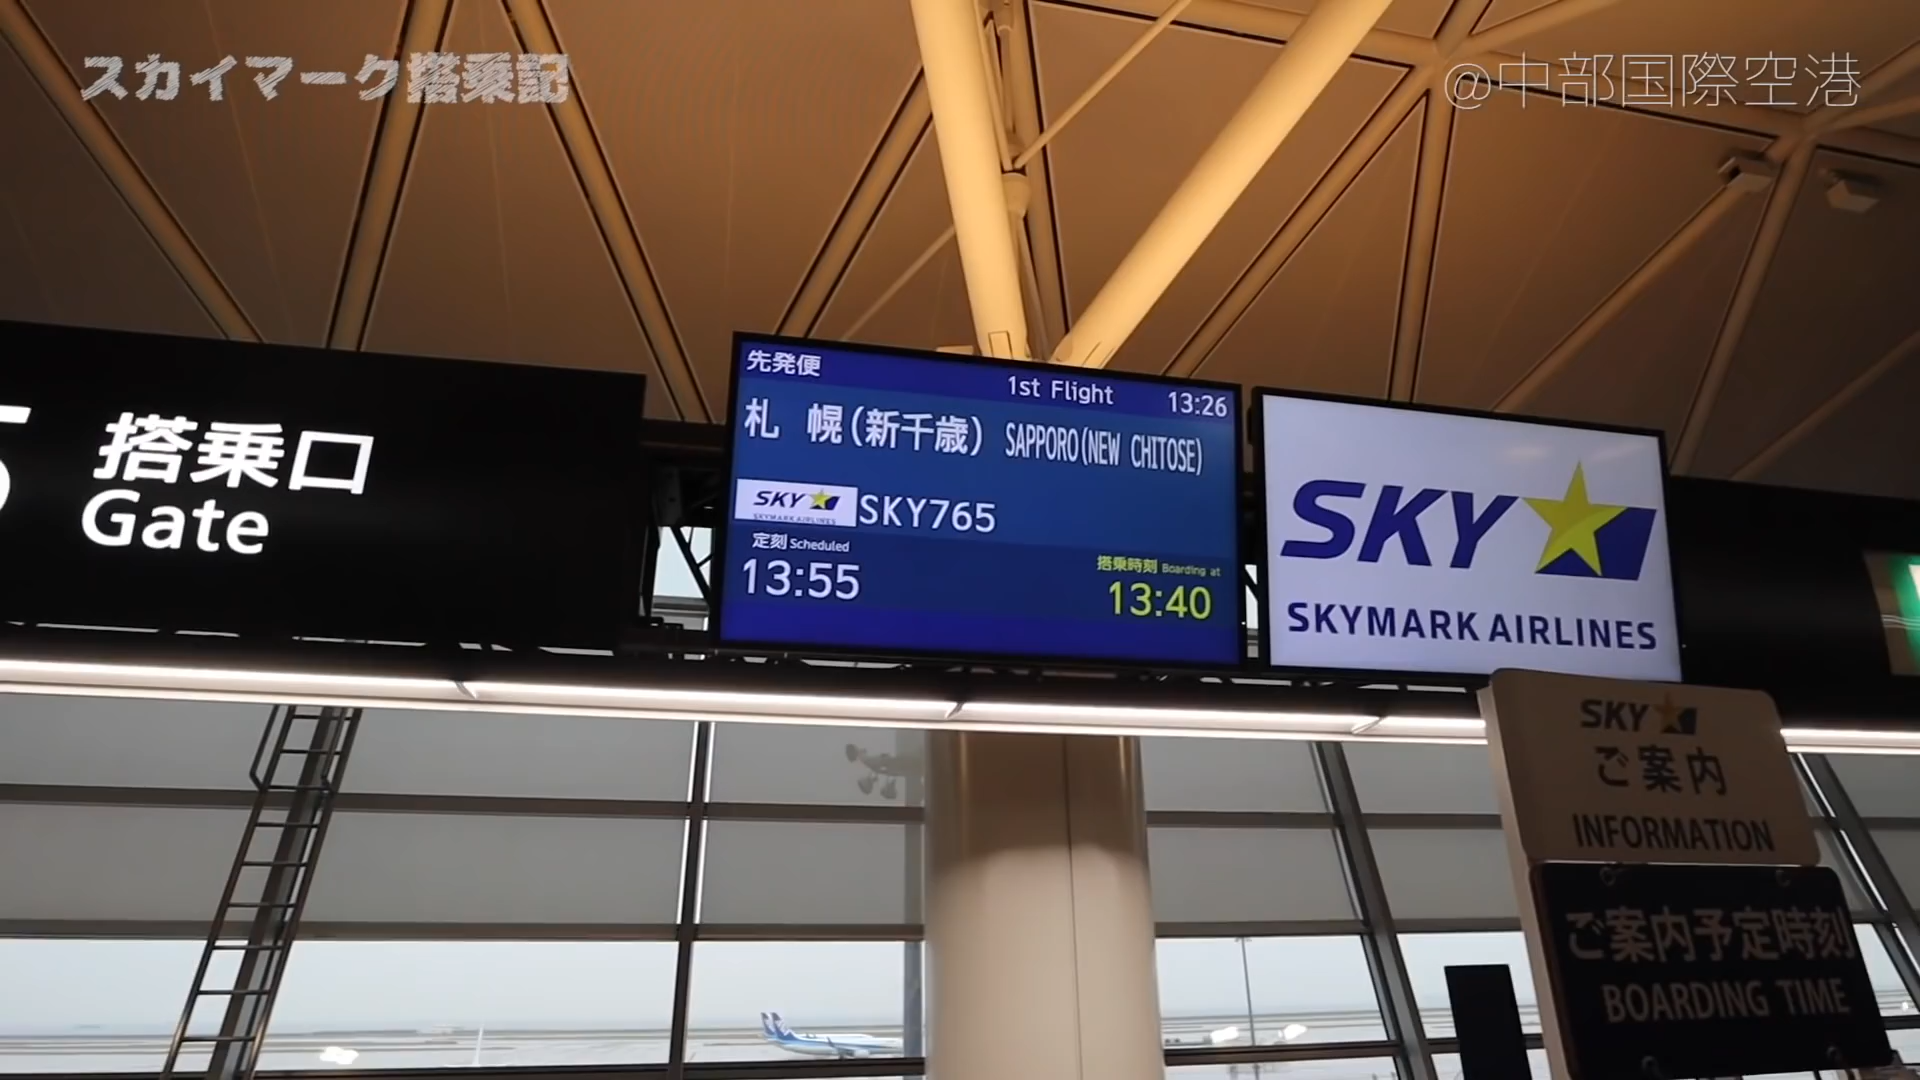 スカイマーク搭乗記
@中部国際空港
5 搭乗口
Gate
先発便
1st Flight
13:26
札 幌(新千歳) SAPPORO(NEW CHITOSE)
SKY
SKYMARK AIRLINES
SKY765
定刻 Scheduled
搭乗時刻 Boarding at
13:55
13:40
SKY
SKYMARK AIRLINES
SKY
ご案内
INFORMATION
ご案内予定時刻
BOARDING TIME